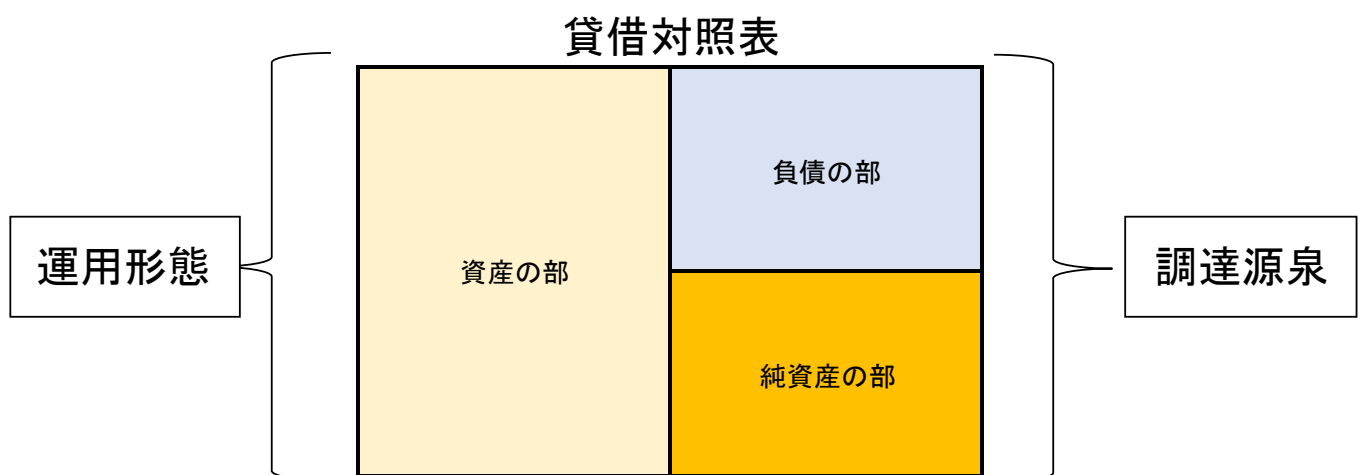 貸借対照表
運用形態
資産の部
負債の部
純資産の部
調達源泉